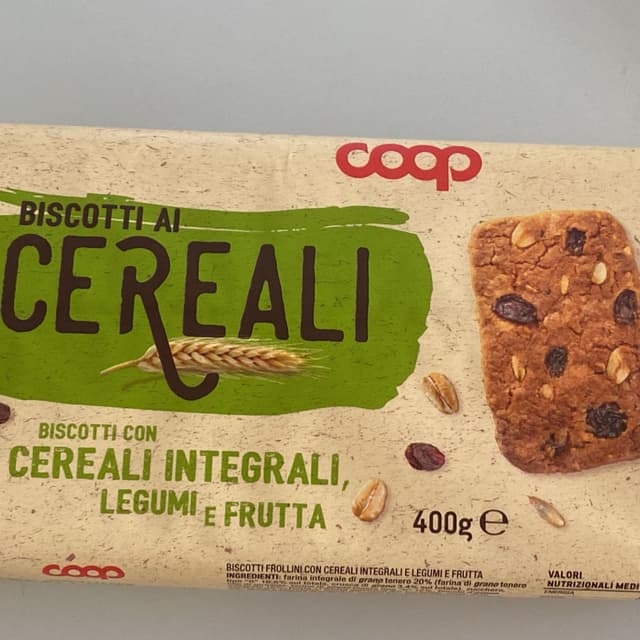 coop
BISCOTTI AI
CEREALI
BISCOTTI CON
CEREALI INTEGRALI,
LEGUMI E FRUTTA
400g ℮
coop
BISCOTTI FROLLINI CON CEREALI INTEGRALI E LEGUMI E FRUTTA
INGREDIENTI: farina integrale di grano tenero 20% (farina di grano tenero
VALORI
NUTRIZIONALI MEDI
ENERGIA